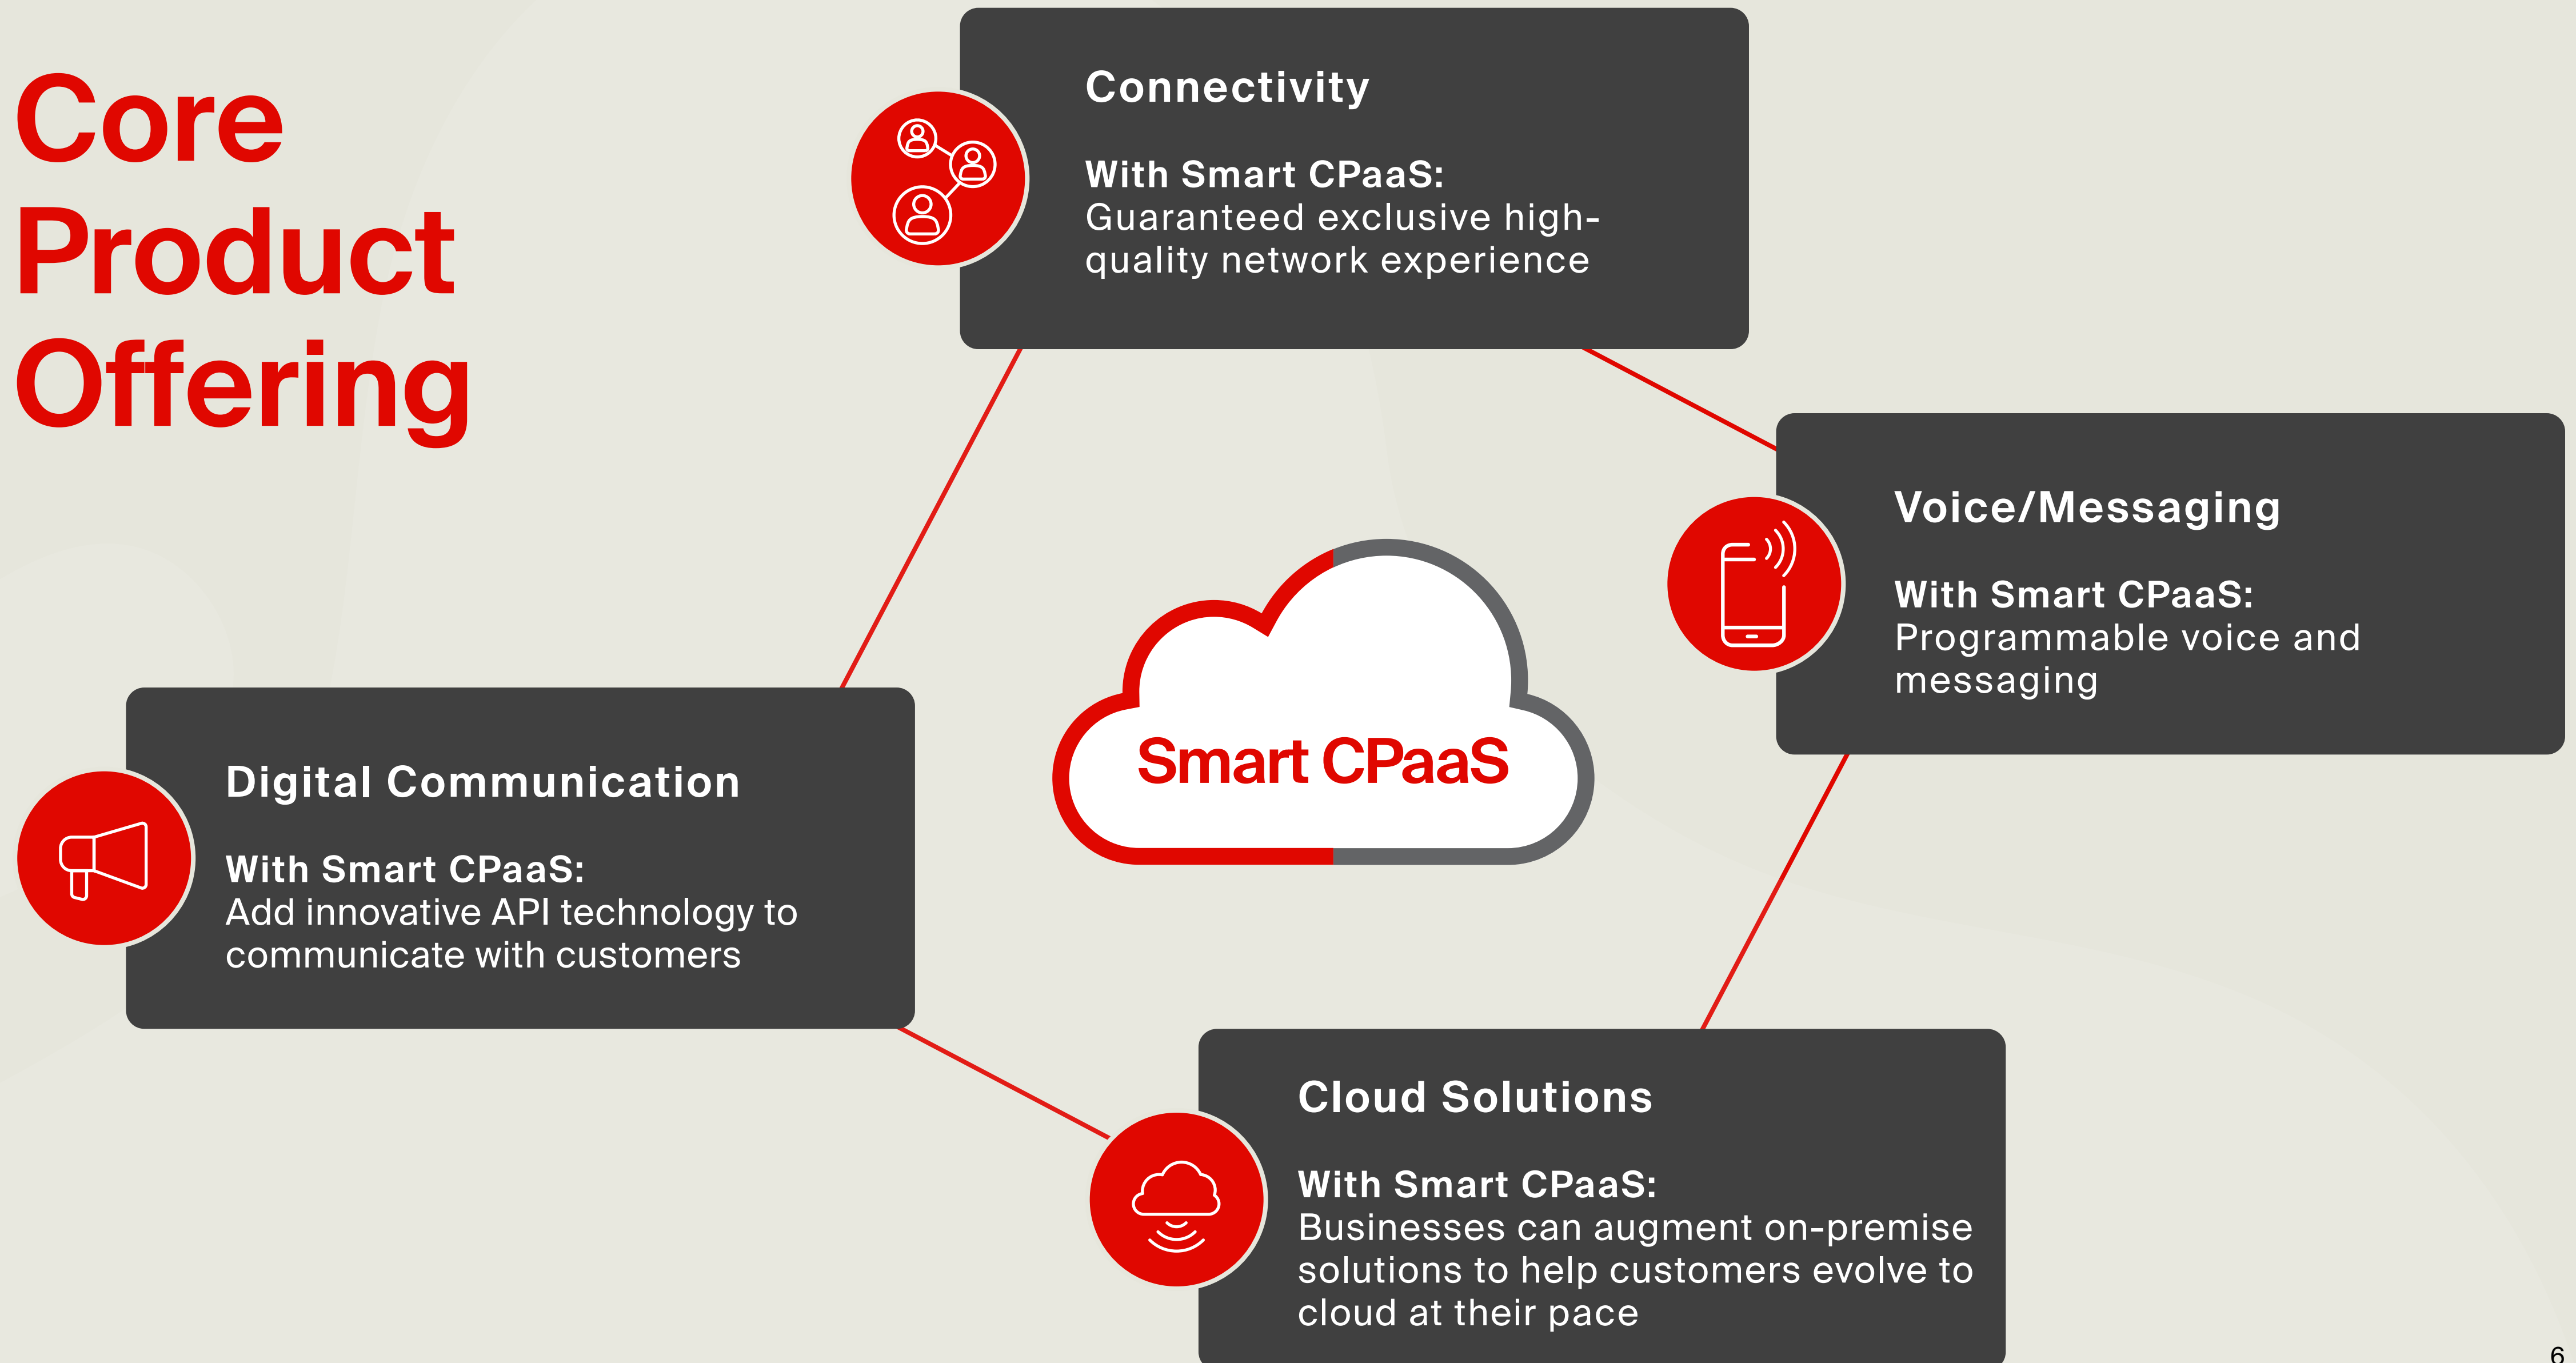 Core
Product
Offering
Connectivity
With Smart CPaaS:
Guaranteed exclusive high-
quality network experience
Voice/Messaging
With Smart CPaaS:
Programmable voice and
messaging
Smart CPaaS
Digital Communication
With Smart CPaaS:
Add innovative API technology to
communicate with customers
Cloud Solutions
With Smart CPaaS:
Businesses can augment on-premise
solutions to help customers evolve to
cloud at their pace
6